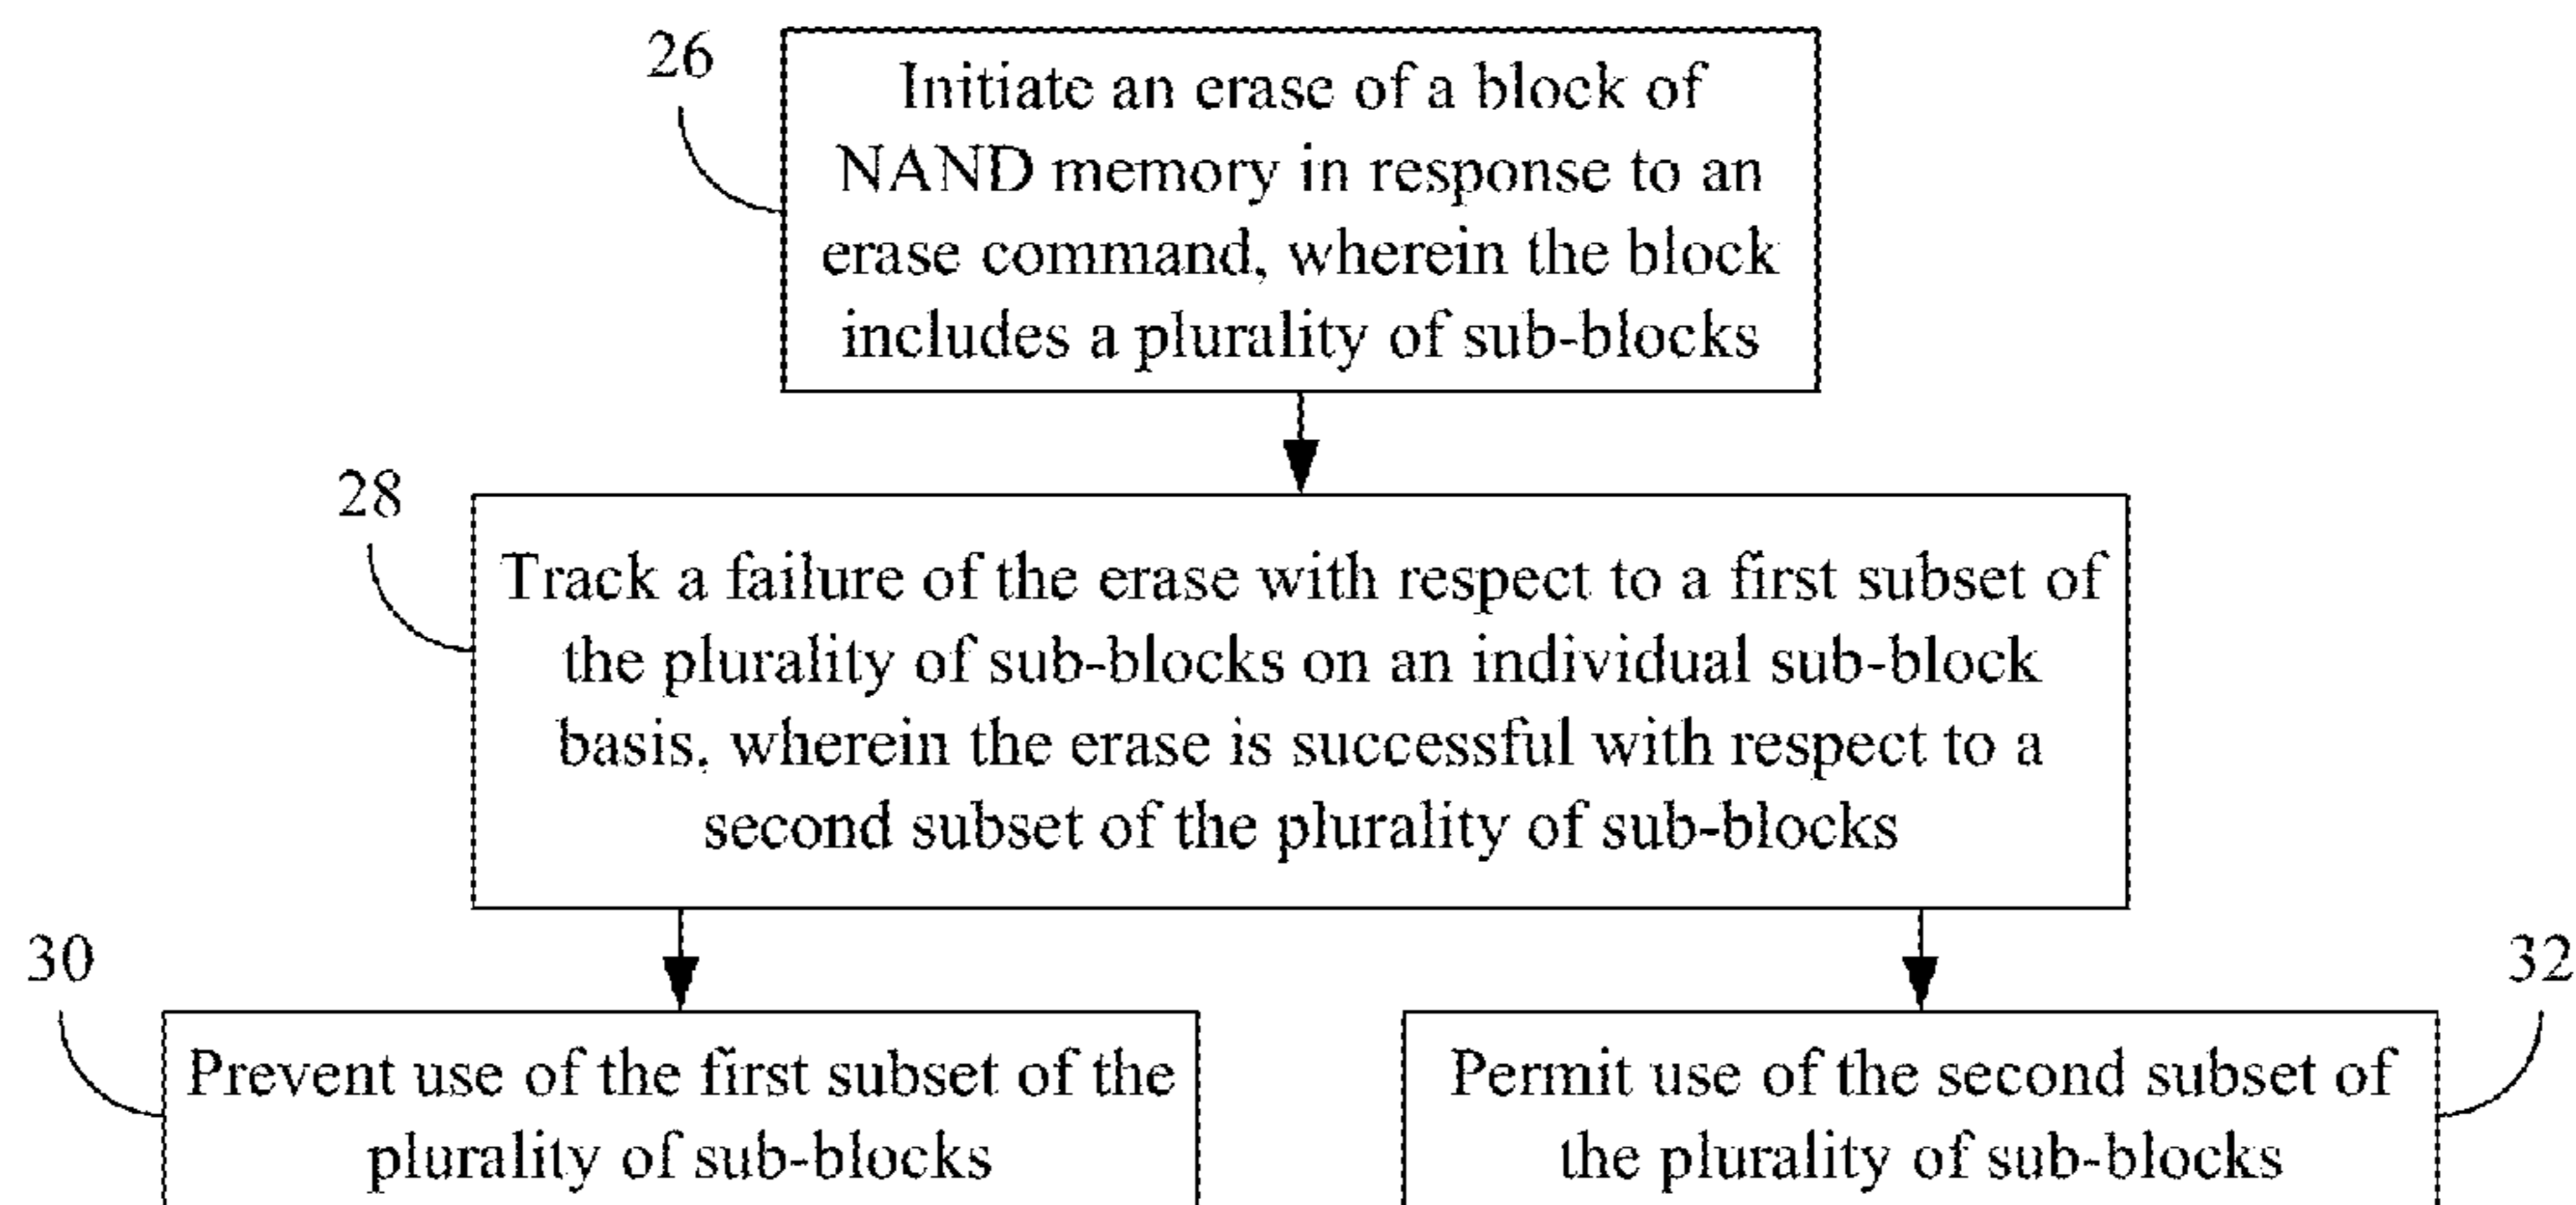 26
Initiate an erase of a block of
NAND memory in response to an
erase command, wherein the block
includes a plurality of sub-blocks
28
Track a failure of the erase with respect to a first subset of
the plurality of sub-blocks on an individual sub-block
basis, wherein the erase is successful with respect to a
second subset of the plurality of sub-blocks
30
Prevent use of the first subset of the
plurality of sub-blocks
32
Permit use of the second subset of
the plurality of sub-blocks